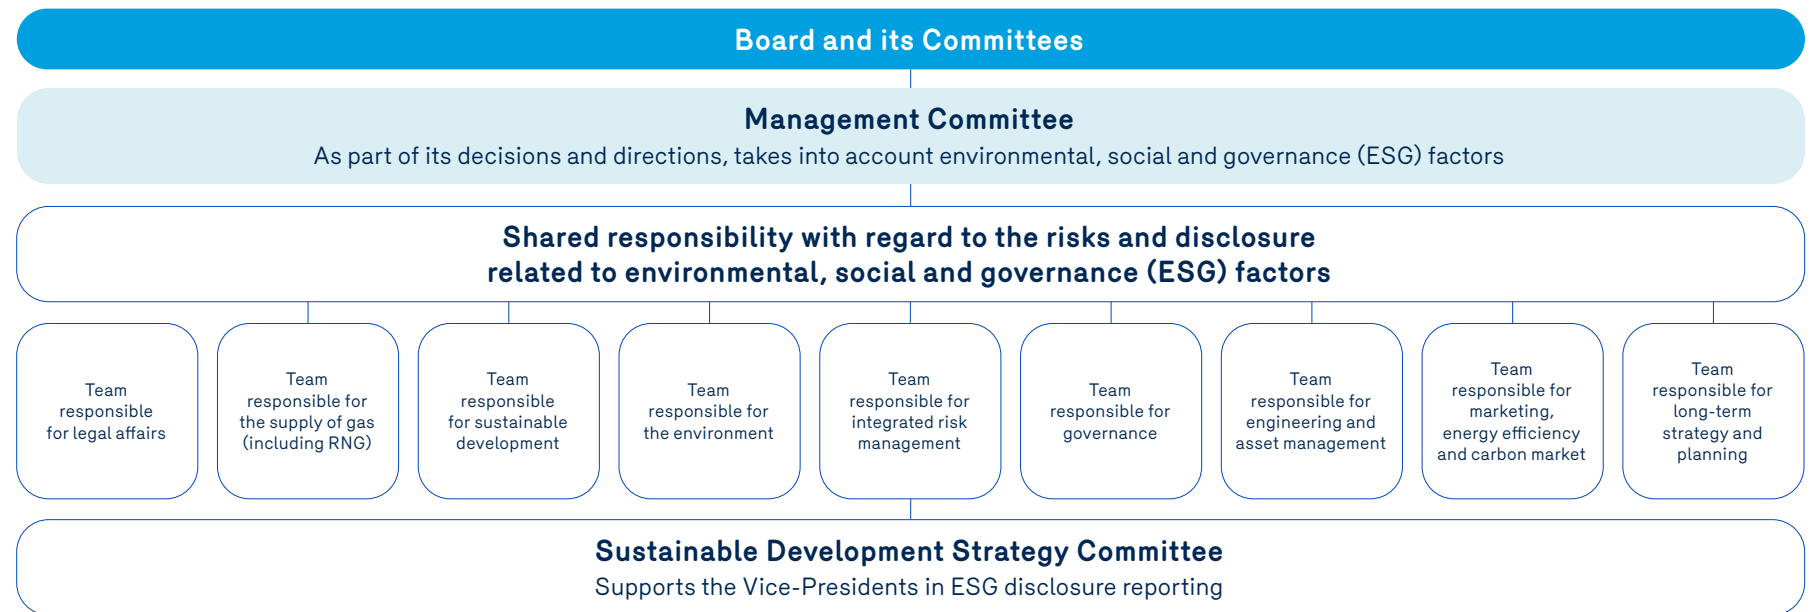 Board and its Committees
Management Committee
As part of its decisions and directions, takes into account environmental, social and governance (ESG) factors
Shared responsibility with regard to the risks and disclosure
related to environmental, social and governance (ESG) factors
Team
responsible
for legal affairs
Team
responsible for
the supply of gas
(including RNG)
Team
responsible
for sustainable
development
Team
responsible for
the environment
Team
responsible for
integrated risk
management
Team
responsible for
governance
Team
responsible for
engineering and
asset management
Team
responsible for
marketing,
energy efficiency
and carbon market
Team
responsible for
long-term
strategy and
planning
Sustainable Development Strategy Committee
Supports the Vice-Presidents in ESG disclosure reporting